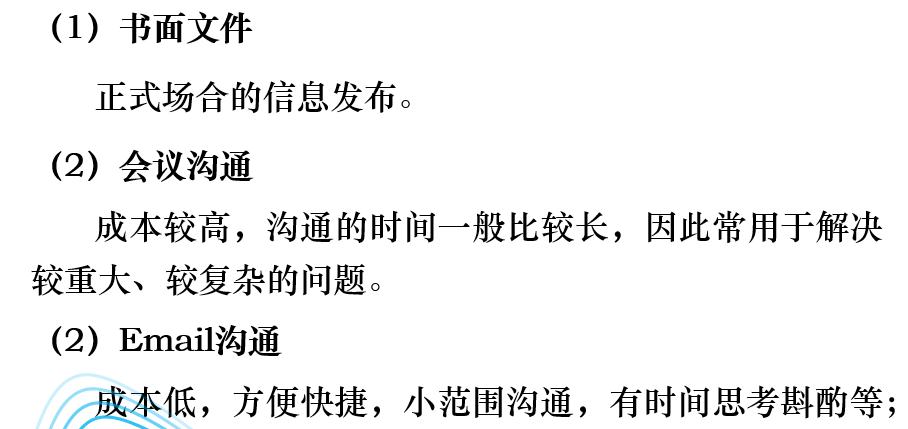 （1）书面文件
正式场合的信息发布。
（2）会议沟通
成本较高，沟通的时间一般比较长，因此常用于解决
较重大、较复杂的问题。
（2）Email沟通
成本低，方便快捷，小范围沟通，有时间思考斟酌等；